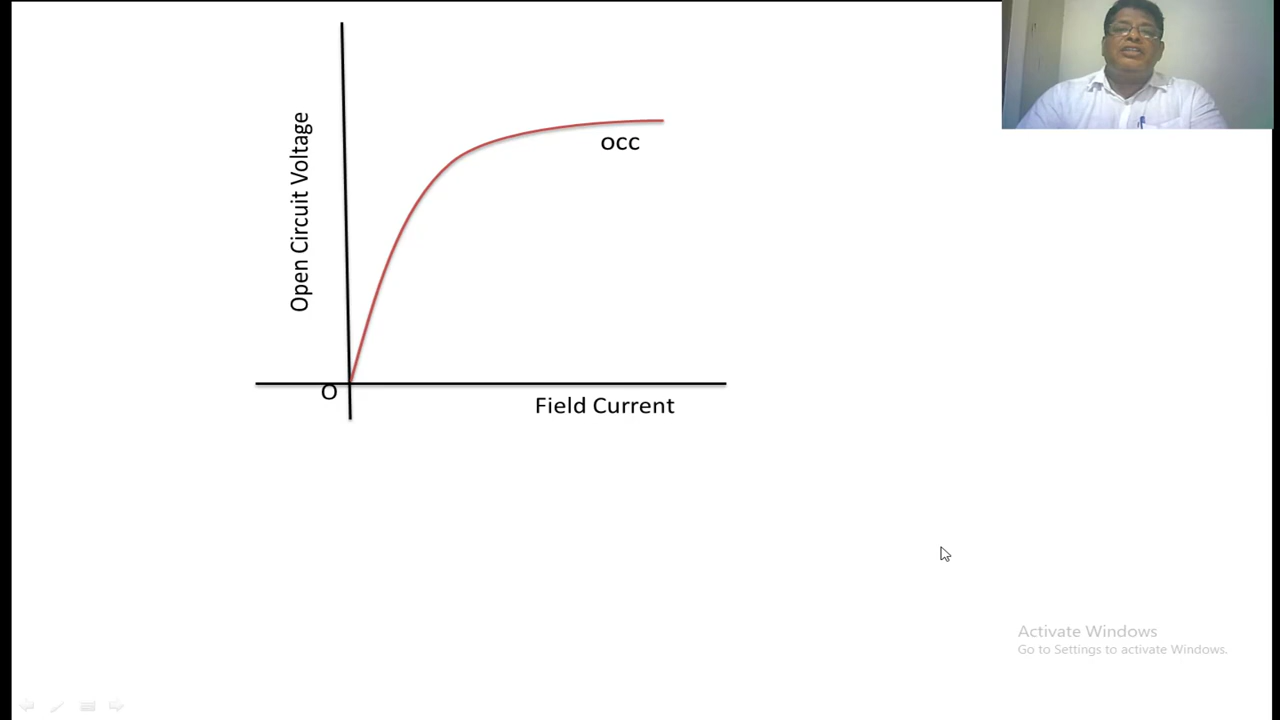 Open Circuit Voltage
OCC
O
Field Current
Activate Windows
Go to Settings to activate Windows.